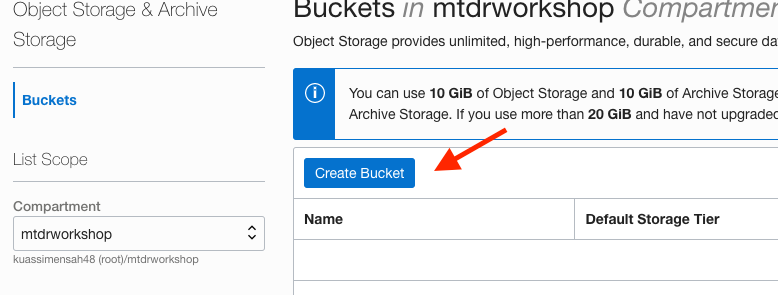 Object Storage & Archive
Storage
Buckets
List Scope
Compartment
mtdrworkshop
kuassimensah48 (root)/mtdrworkshop
Buckets in mtdrworkshop Compartmen
Object Storage provides unlimited, high-performance, durable, and secure da
You can use 10 GiB of Object Storage and 10 GiB of Archive Storage
Archive Storage. If you use more than 20 GiB and have not upgraded
Create Bucket
Name
Default Storage Tier